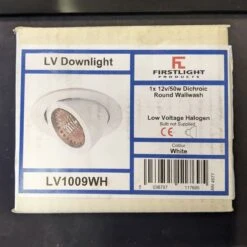 LV Downlight
FIRSTLIGHT
PRODUCTS
1x 12v/50w Dichroic
Round Wallwash
Low Voltage Halogen
Bulb not Supplied
CE
Colour
White
LV1009WH